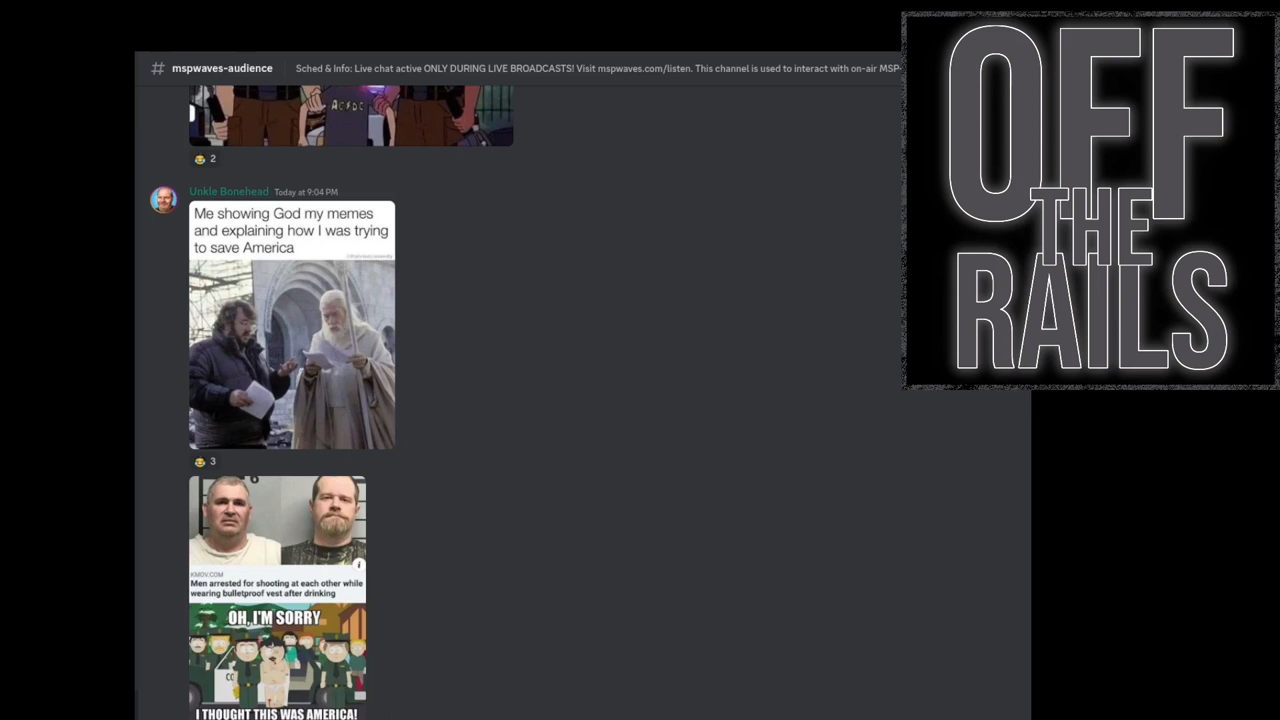 # mspwaves-audience
Sched & Info: Live chat active ONLY DURING LIVE BROADCASTS! Visit mspwaves.com/listen. This channel is used to interact with on-air MSP-
AC/DC
2
Unkle Bonehead Today at 9:04 PM
Me showing God my memes
and explaining how I was trying
to save America
3
KMOV.COM
Men arrested for shooting at each other while
wearing bulletproof vest after drinking
OH, I'M SORRY
CO
I THOUGHT THIS WAS AMERICA!
OFF
THE
RAILS